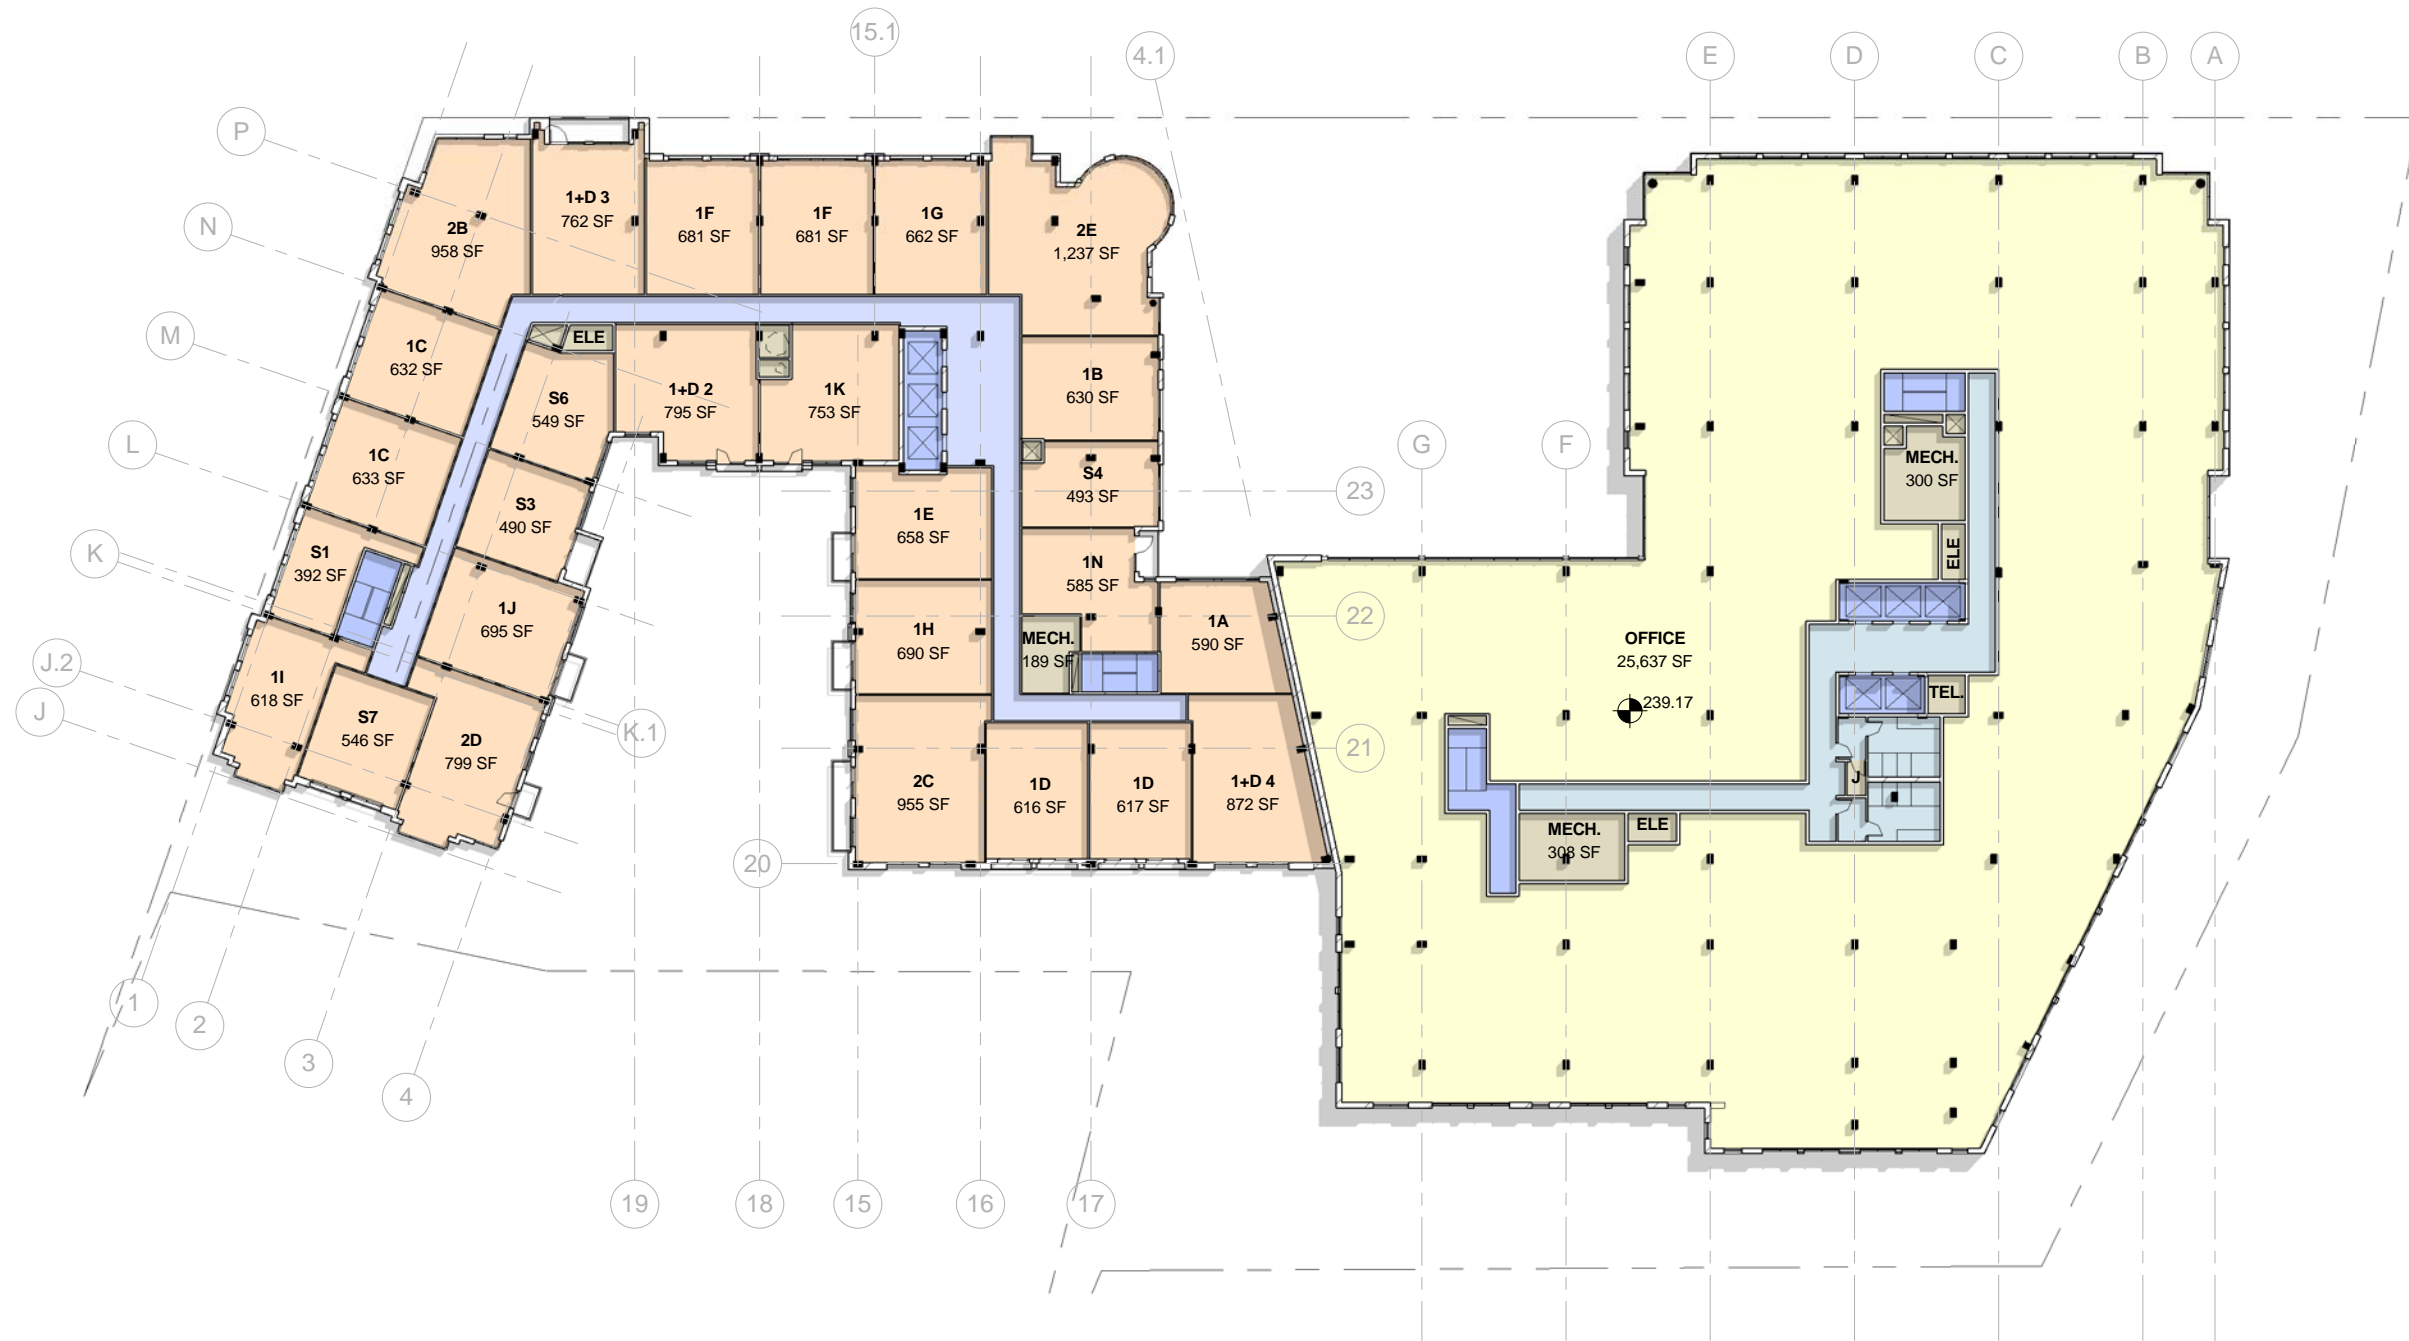 15.1
4.1
E
D
C
B
A
P
N
M
L
K
J.2
J
1+D 3
762 SF
1F
681 SF
1F
681 SF
1G
662 SF
2E
1,237 SF
2B
958 SF
1C
632 SF
ELE
S6
549 SF
1+D 2
795 SF
1K
753 SF
1B
630 SF
1C
633 SF
S3
490 SF
S4
493 SF
G
F
23
MECH.
300 SF
ELE
S1
392 SF
1E
658 SF
1N
585 SF
1J
695 SF
1H
690 SF
MECH.
189 SF
1A
590 SF
22
OFFICE
25,637 SF
239.17
TEL.
1I
618 SF
S7
546 SF
2D
799 SF
K.1
2C
955 SF
1D
616 SF
1D
617 SF
1+D 4
872 SF
21
J
MECH.
303 SF
ELE
20
1
2
3
4
19
18
15
16
17